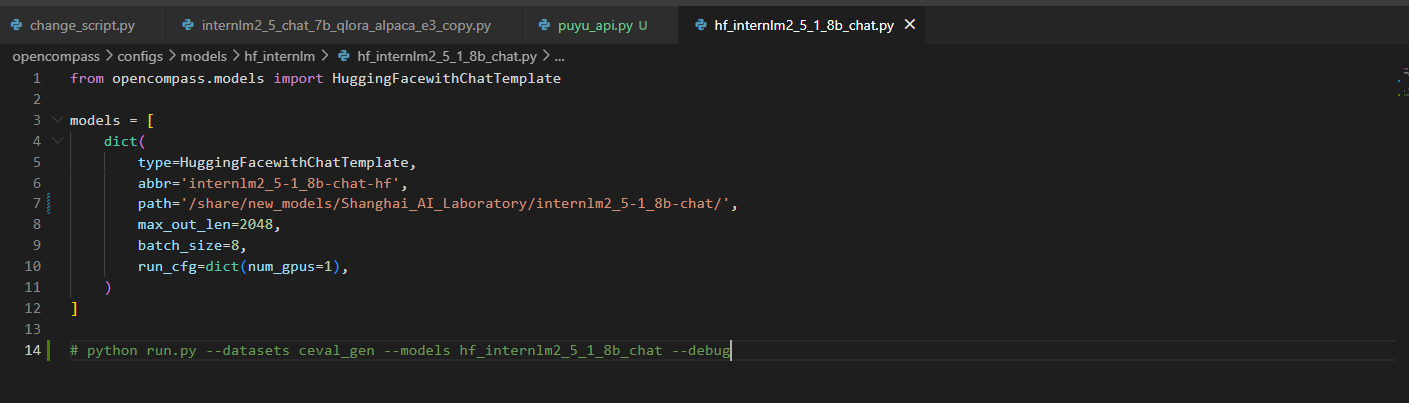 change_script.py internlm2_5_chat_7b_qlora_alpaca_e3_copy.py puyu_api.py U hf_internlm2_5_1_8b_chat.py
opencompass > configs > models > hf_internlm > hf_internlm2_5_1_8b_chat.py > ...
1 from opencompass.models import HuggingFacewithChatTemplate
2
3 models = [
4 dict(
5 type=HuggingFacewithChatTemplate,
6 abbr='internlm2_5-1_8b-chat-hf',
7 path='/share/new_models/Shanghai_AI_Laboratory/internlm2_5-1_8b-chat/',
8 max_out_len=2048,
9 batch_size=8,
10 run_cfg=dict(num_gpus=1),
11 )
12 ]
13
14 # python run.py --datasets ceval_gen --models hf_internlm2_5_1_8b_chat --debug